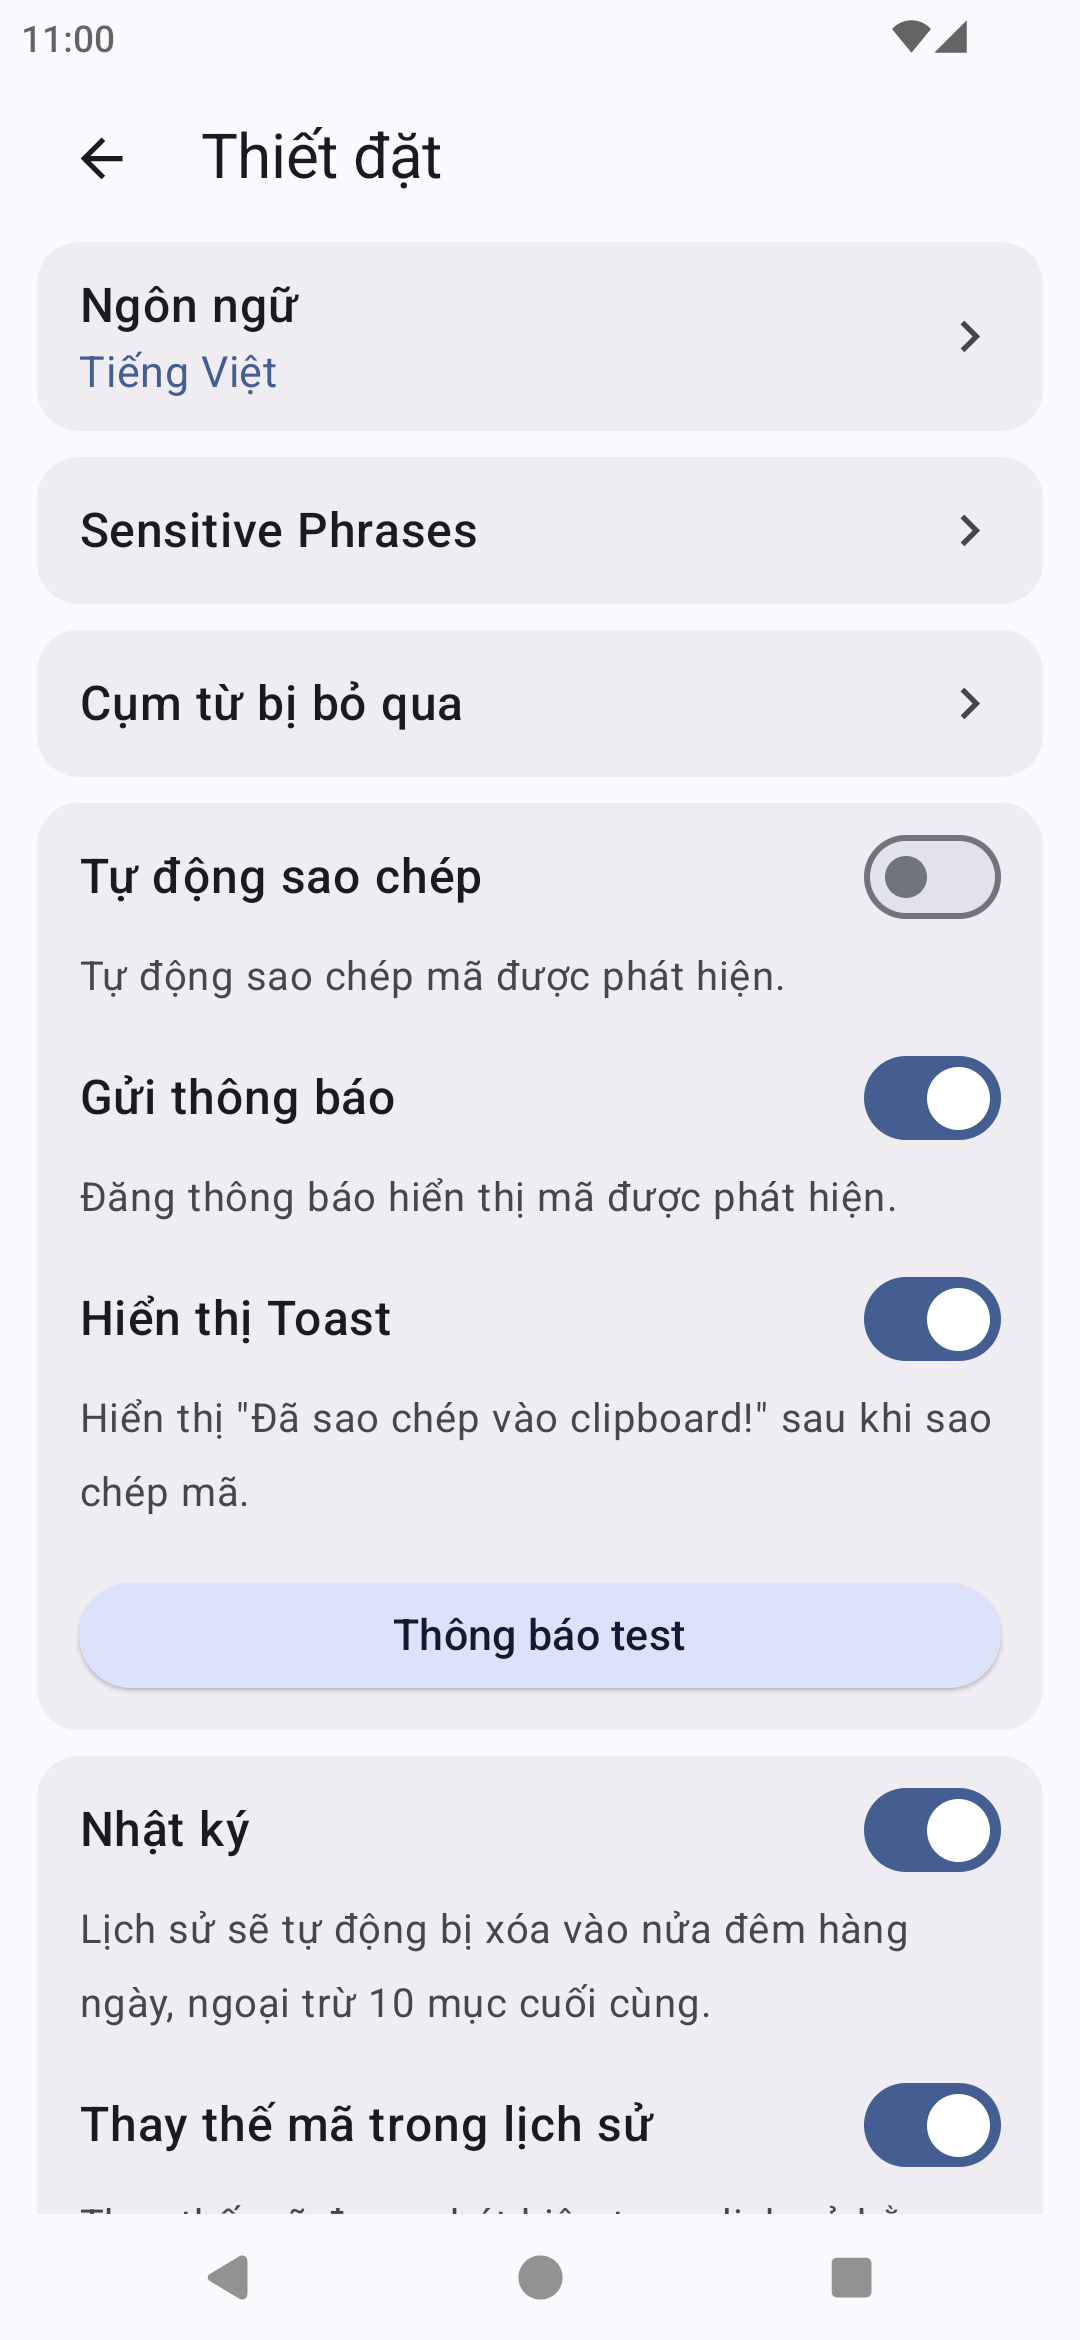 11:00
Thiết đặt
Ngôn ngữ
Tiếng Việt
Sensitive Phrases
Cụm từ bị bỏ qua
Tự động sao chép
Tự động sao chép mã được phát hiện.
Gửi thông báo
Đăng thông báo hiển thị mã được phát hiện.
Hiển thị Toast
Hiển thị "Đã sao chép vào clipboard!" sau khi sao
chép mã.
Thông báo test
Nhật ký
Lịch sử sẽ tự động bị xóa vào nửa đêm hàng
ngày, ngoại trừ 10 mục cuối cùng.
Thay thế mã trong lịch sử